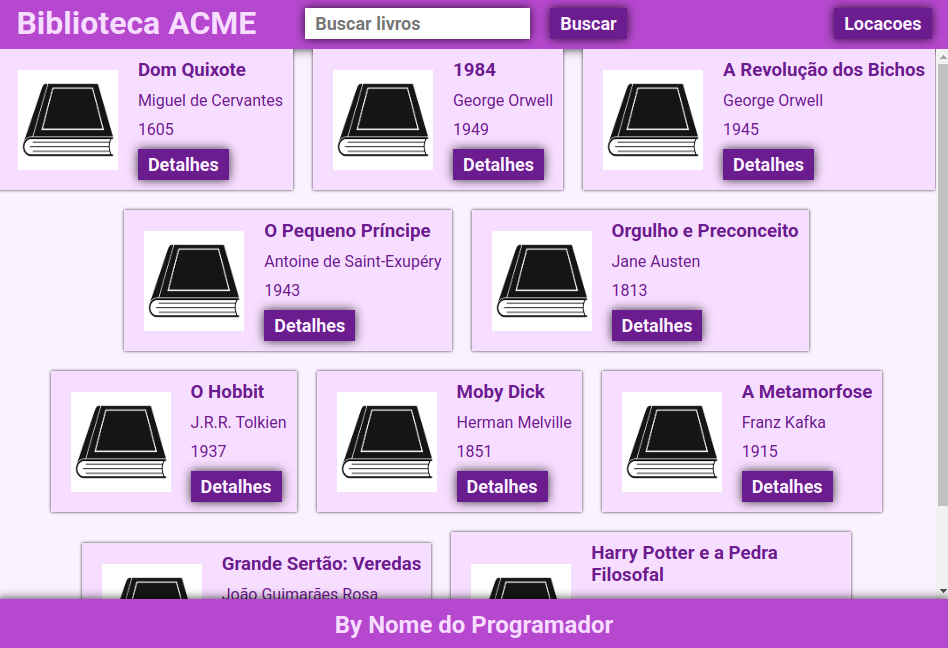 Biblioteca ACME
Buscar livros
Buscar
Locacoes
Dom Quixote
Miguel de Cervantes
1605
Detalhes
1984
George Orwell
1949
Detalhes
A Revolução dos Bichos
George Orwell
1945
Detalhes
O Pequeno Príncipe
Antoine de Saint-Exupéry
1943
Detalhes
Orgulho e Preconceito
Jane Austen
1813
Detalhes
O Hobbit
J.R.R. Tolkien
1937
Detalhes
Moby Dick
Herman Melville
1851
Detalhes
A Metamorfose
Franz Kafka
1915
Detalhes
Grande Sertão: Veredas
João Guimarães Rosa
Harry Potter e a Pedra
Filosofal
By Nome do Programador